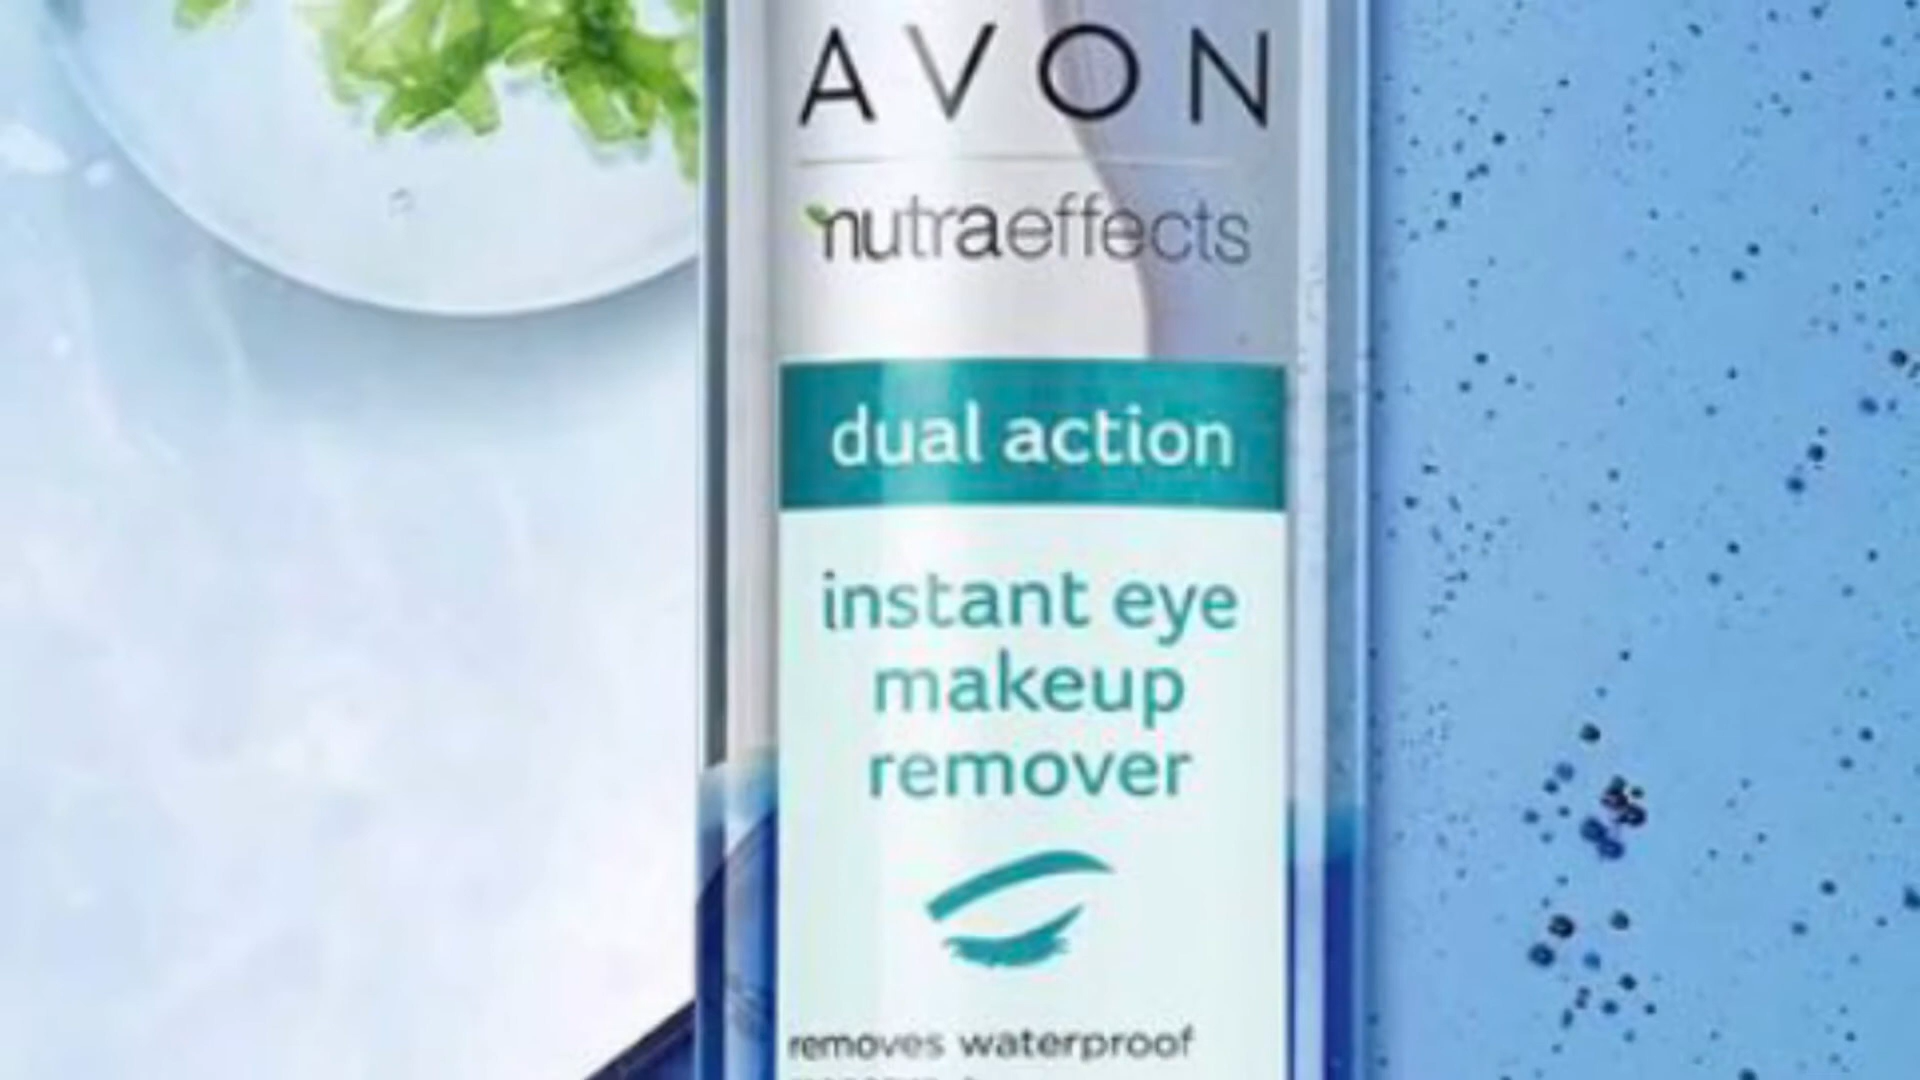 AVON
nutraeffects
dual action
instant eye
makeup
remover
removes waterproof